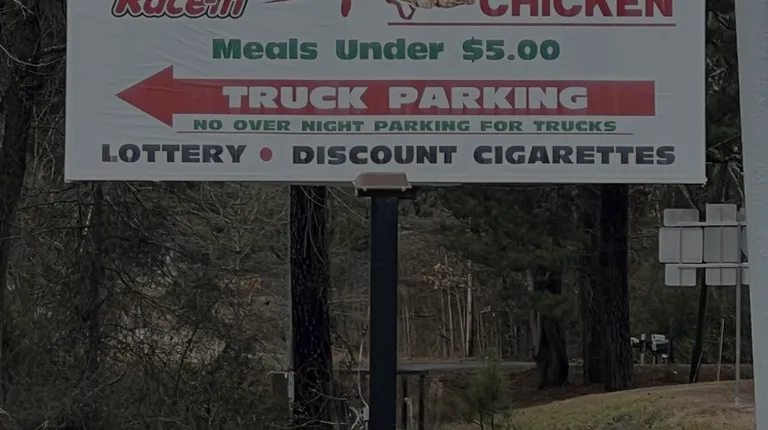 Race-in
CHICKEN
Meals Under $5.00
TRUCK PARKING
NO OVER NIGHT PARKING FOR TRUCKS
LOTTERY • DISCOUNT CIGARETTES